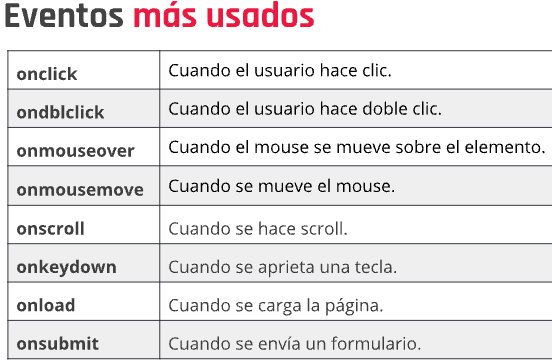 Eventos más usados
onclick Cuando el usuario hace clic.
ondblclick Cuando el usuario hace doble clic.
onmouseover Cuando el mouse se mueve sobre el elemento.
onmousemove Cuando se mueve el mouse.
onscroll Cuando se hace scroll.
onkeydown Cuando se aprieta una tecla.
onload Cuando se carga la página.
onsubmit Cuando se envía un formulario.